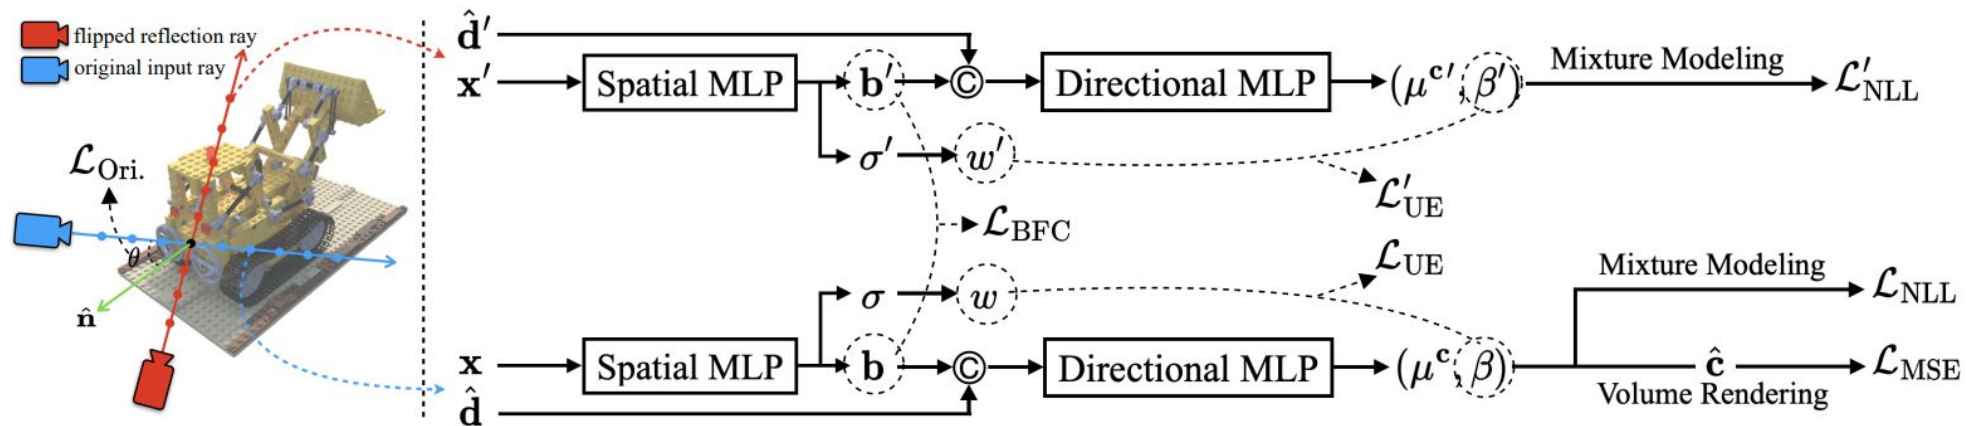 flipped reflection ray
original input ray
𝓛Ori.
θ
n̂
d̂′
x′
Spatial MLP
b′
©
Directional MLP
(μᶜ′, β′)
Mixture Modeling
𝓛′NLL
σ′
w′
𝓛′UE
𝓛BFC
𝓛UE
σ
w
Mixture Modeling
𝓛NLL
x
Spatial MLP
b
©
Directional MLP
(μᶜ, β)
ĉ
𝓛MSE
d̂
Volume Rendering